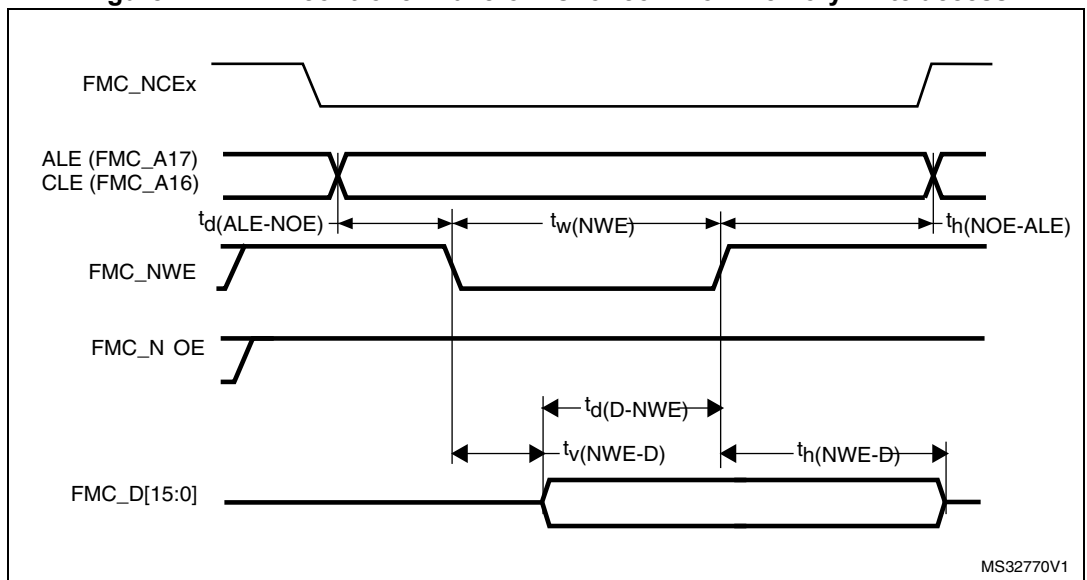 FMC_NCEx
ALE (FMC_A17)
CLE (FMC_A16)
td(ALE-NOE)
tw(NWE)
th(NOE-ALE)
FMC_NWE
FMC_N OE
td(D-NWE)
tv(NWE-D)
th(NWE-D)
FMC_D[15:0]
MS32770V1